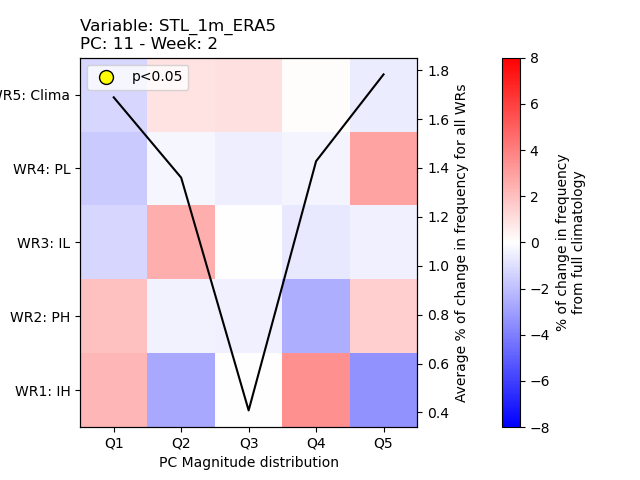 Variable: STL_1m_ERA5
PC: 11 - Week: 2
p<0.05
WR5: Clima
WR4: PL
WR3: IL
WR2: PH
WR1: IH
Q1 Q2 Q3 Q4 Q5
PC Magnitude distribution
1.8
1.6
1.4
1.2
1.0
0.8
0.6
0.4
Average % of change in frequency for all WRs
8
6
4
2
0
−2
−4
−6
−8
% of change in frequency
from full climatology